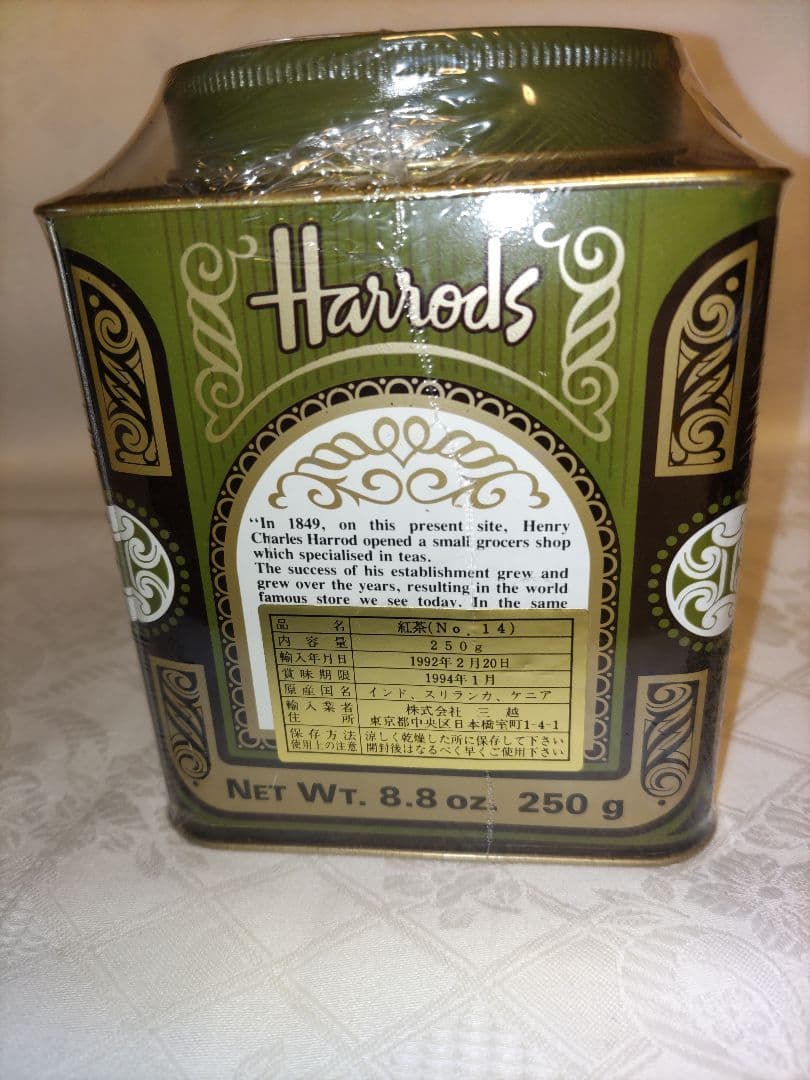 Harrods
“In 1849, on this present site, Henry
Charles Harrod opened a small grocers shop
which specialised in teas.
The success of his establishment grew and
grew over the years, resulting in the world
famous store we see today. In the same
品名 紅茶(No.14)
内容量 250g
輸入年月日 1992年2月20日
賞味期限 1994年1月
原産国名 インド、スリランカ、ケニア
輸入業者 株式会社 三越
住所 東京都中央区日本橋室町1-4-1
保存方法 涼しく乾燥した所に保存して下さい
使用上の注意 開封後はなるべく早くご使用下さい
NET WT. 8.8 oz. 250 g